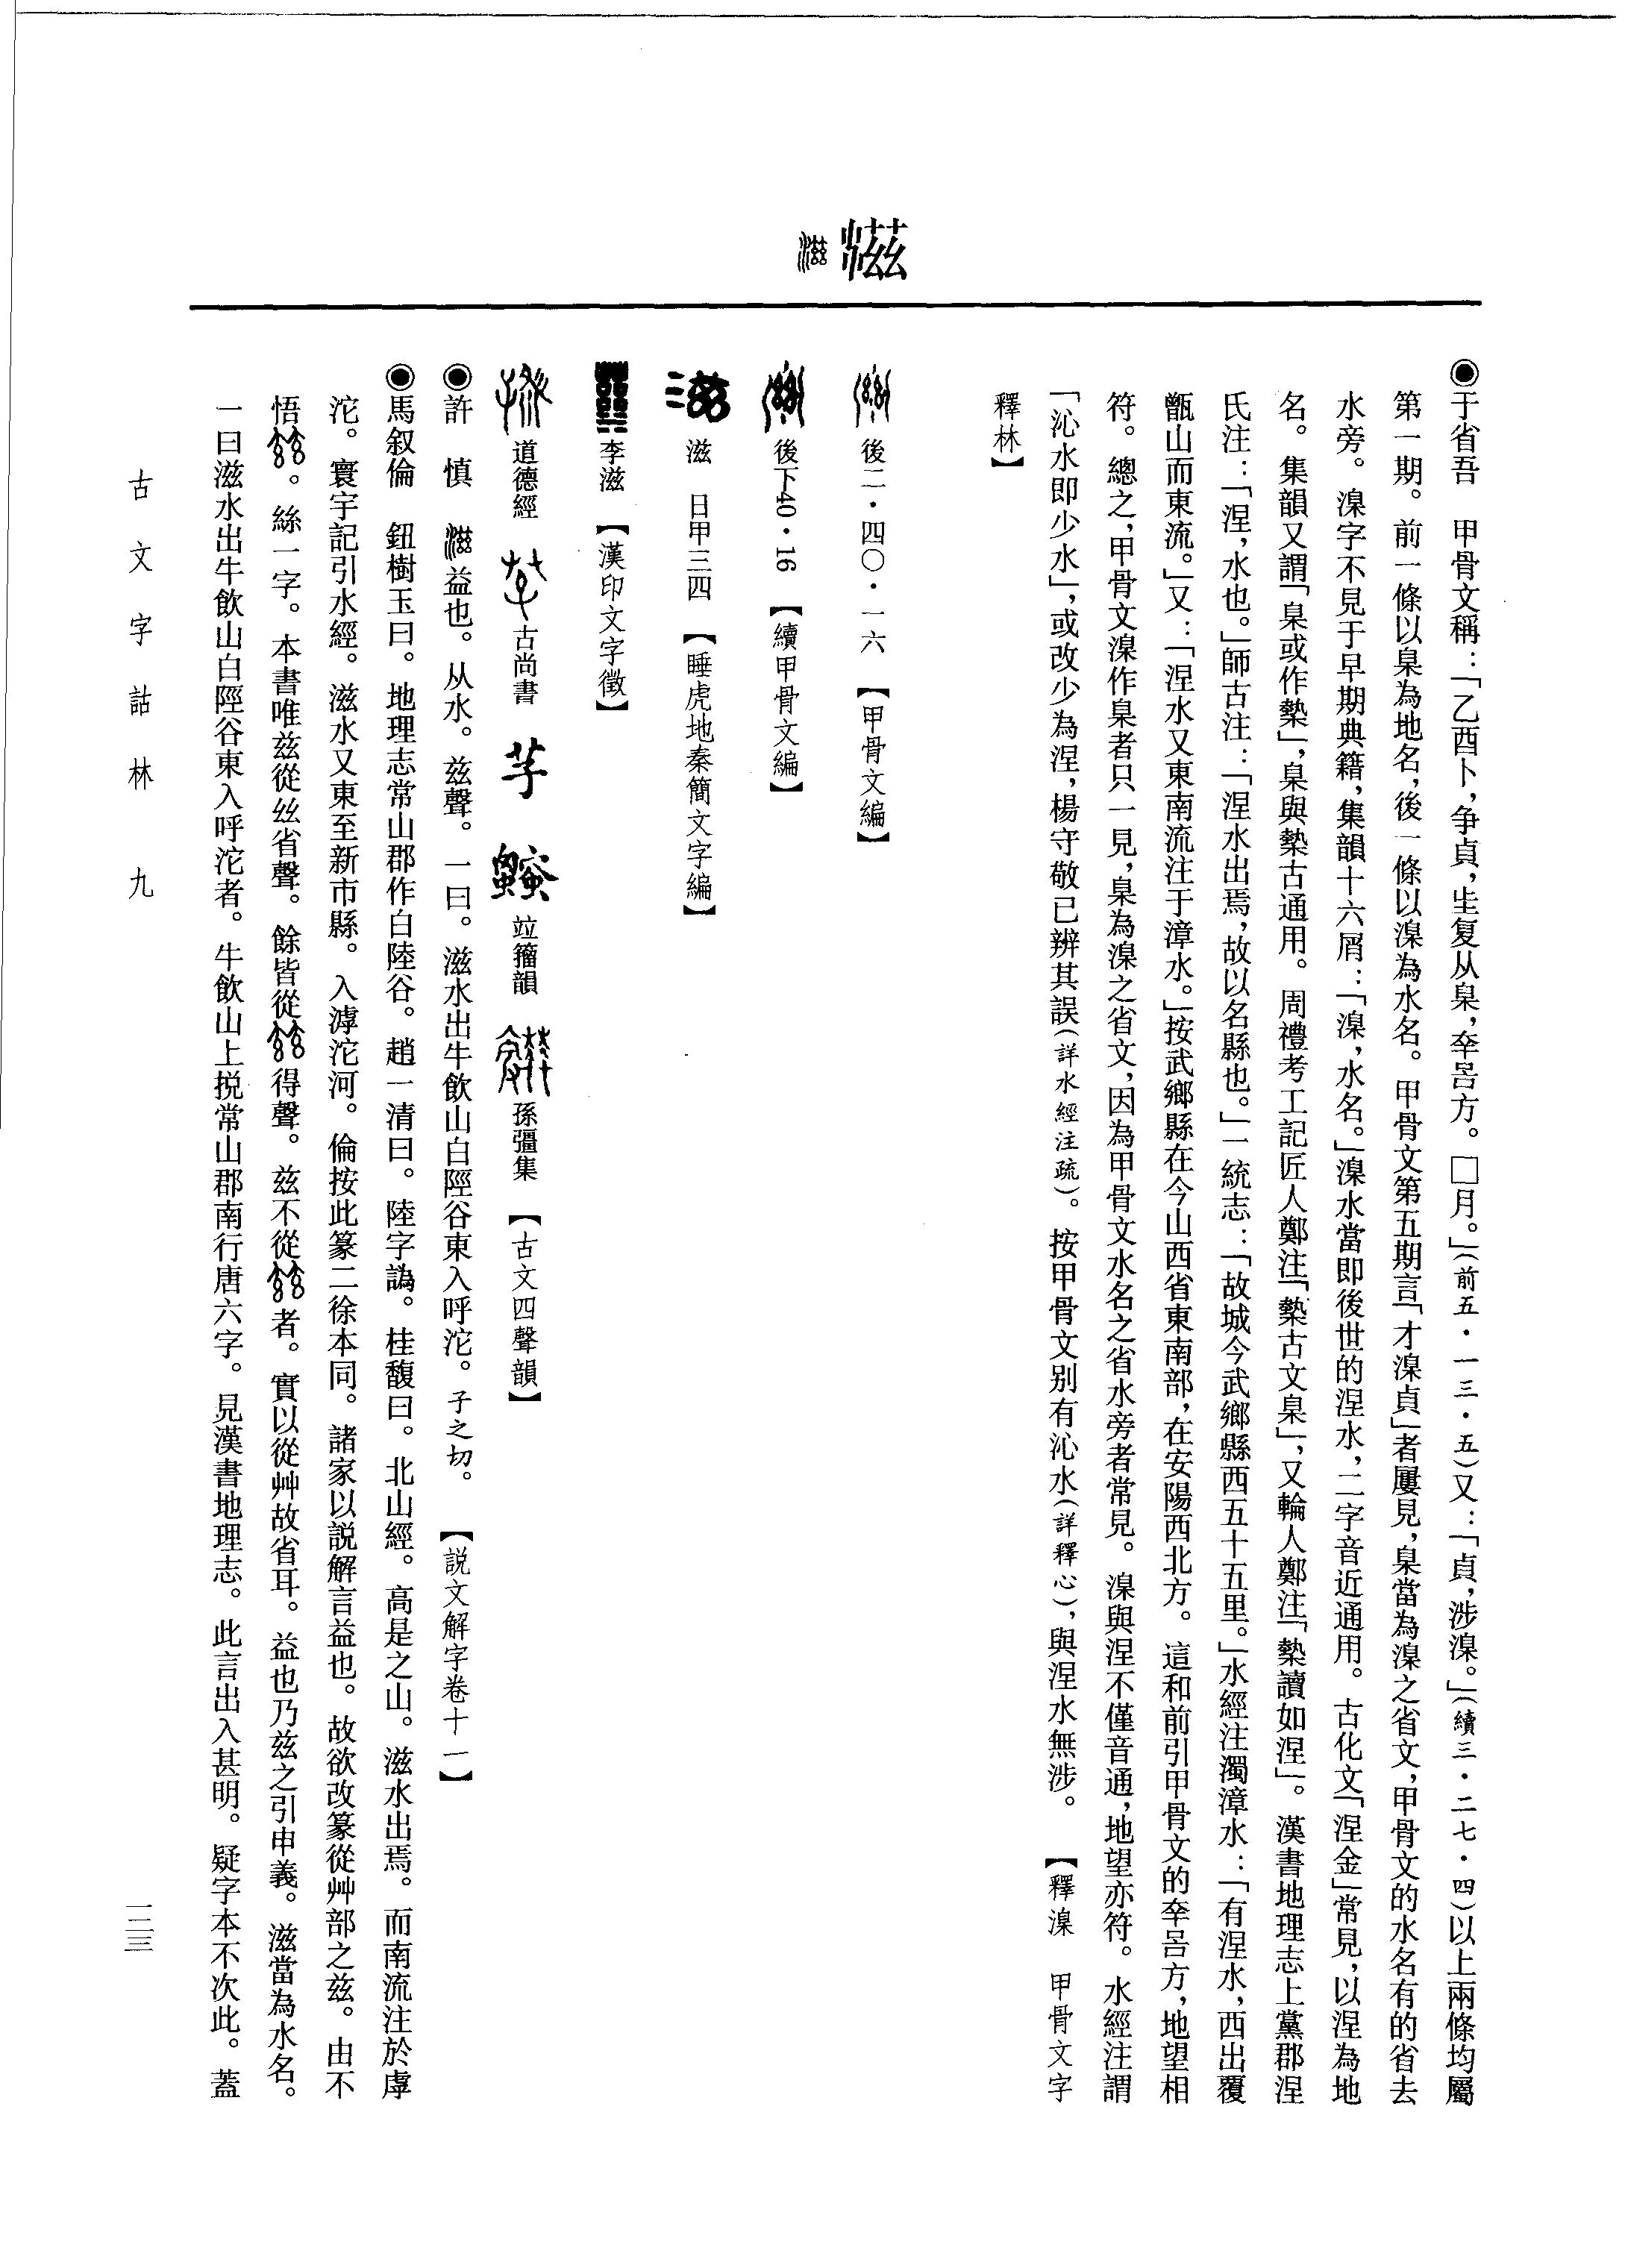 滋
◉于省吾　甲骨文稱：「乙酉卜，争貞，㞢复从臬，𡴘𢀛方。□月。」（前五・一三・五）又：「貞，涉湶。」（續三・二七・四）以上兩條均屬
第一期。前一條以臬為地名，後一條以湶為水名。甲骨文第五期言「才湶貞」者屢見，臬當為湶之省文，甲骨文的水名有的省去
水旁。湶字不見于早期典籍，集韻十六屑：「湶，水名。」湶水當即後世的涅水，二字音近通用。古化文「涅金」常見，以涅為地
名。集韻又謂「臬或作槷」，臬與槷古通用。周禮考工記匠人鄭注「槷古文臬」，又輪人鄭注「槷讀如涅」。漢書地理志上黨郡涅
氏注：「涅，水也。」師古注：「涅水出焉，故以名縣也。」一統志：「故城今武鄉縣西五十五里。」水經注濁漳水：「有涅水，西出覆
甑山而東流。」又：「涅水又東南流注于漳水。」按武鄉縣在今山西省東南部，在安陽西北方。這和前引甲骨文的𡴘𢀛方，地望相
符。總之，甲骨文湶作臬者只一見，臬為湶之省文，因為甲骨文水名之省水旁者常見。湶與涅不僅音通，地望亦符。水經注謂
「沁水即少水」，或改少為涅，楊守敬已辨其誤（詳水經注疏）。按甲骨文别有沁水（詳釋心），與涅水無涉。　【釋湶　甲骨文字
釋林】
後二・四〇・一六　【甲骨文編】
後下40・16　【續甲骨文編】
滋　日甲三四　【睡虎地秦簡文字編】
李滋　【漢印文字徵】
道德經　古尚書　竝籀韻　孫彊集　【古文四聲韻】
◉許　慎　滋益也。从水。兹聲。一曰。滋水出牛飲山白陘谷東入呼沱。子之切。　【説文解字卷十一】
◉馬叙倫　鈕樹玉曰。地理志常山郡作白陸谷。趙一清曰。陸字譌。桂馥曰。北山經。高是之山。滋水出焉。而南流注於虖
沱。寰宇記引水經。滋水又東至新市縣。入滹沱河。倫按此篆二徐本同。諸家以説解言益也。故欲改篆從艸部之兹。由不
悟。絲一字。本書唯兹從𢆶省聲。餘皆從得聲。兹不從者。實以從艸故省耳。益也乃兹之引申義。滋當為水名。
一曰滋水出牛飲山白陘谷東入呼沱者。牛飲山上捝常山郡南行唐六字。見漢書地理志。此言出入甚明。疑字本不次此。蓋
古文字詁林　九
一二三